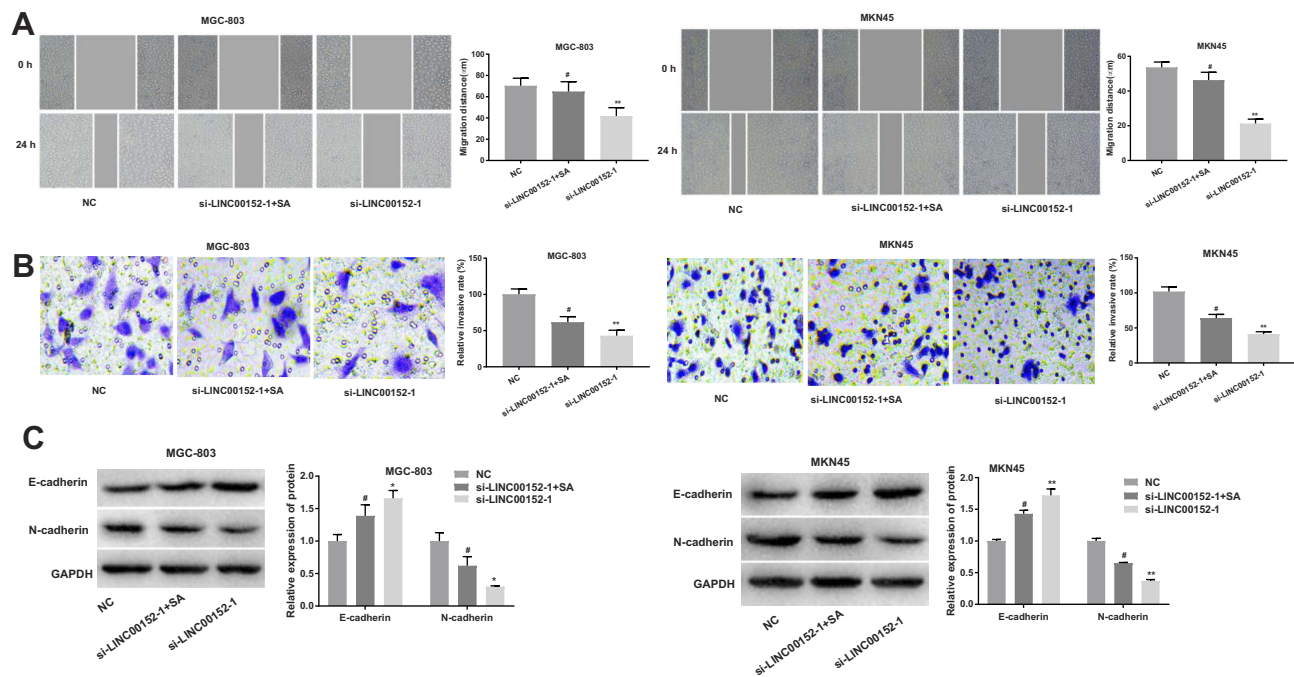 A
MGC-803
0 h
24 h
NC
si-LINC00152-1+SA
si-LINC00152-1
MGC-803
Migration distance(αm)
100
80
60
40
20
0
#
**
NC
si-LINC00152-1+SA
si-LINC00152-1
MKN45
0 h
24 h
NC
si-LINC00152-1+SA
si-LINC00152-1
MKN45
Migration distance(αm)
60
40
20
0
#
**
NC
si-LINC00152-1+SA
si-LINC00152-1
B
MGC-803
NC
si-LINC00152-1+SA
si-LINC00152-1
MGC-803
Relative invasive rate (%)
150
100
50
0
#
**
NC
si-LINC00152-1+SA
si-LINC00152-1
MKN45
NC
si-LINC00152-1+SA
si-LINC00152-1
MKN45
Relative invasive rate (%)
150
100
50
0
#
**
NC
si-LINC00152-1+SA
si-LINC00152-1
C
MGC-803
E-cadherin
N-cadherin
GAPDH
NC
si-LINC00152-1+SA
si-LINC00152-1
MGC-803
NC
si-LINC00152-1+SA
si-LINC00152-1
Relative expression of protein
2.0
1.5
1.0
0.5
0.0
#
*
#
*
E-cadherin
N-cadherin
MKN45
E-cadherin
N-cadherin
GAPDH
NC
si-LINC00152-1+SA
si-LINC00152-1
MKN45
NC
si-LINC00152-1+SA
si-LINC00152-1
Relative expression of protein
2.0
1.5
1.0
0.5
0.0
#
**
#
**
E-cadherin
N-cadherin